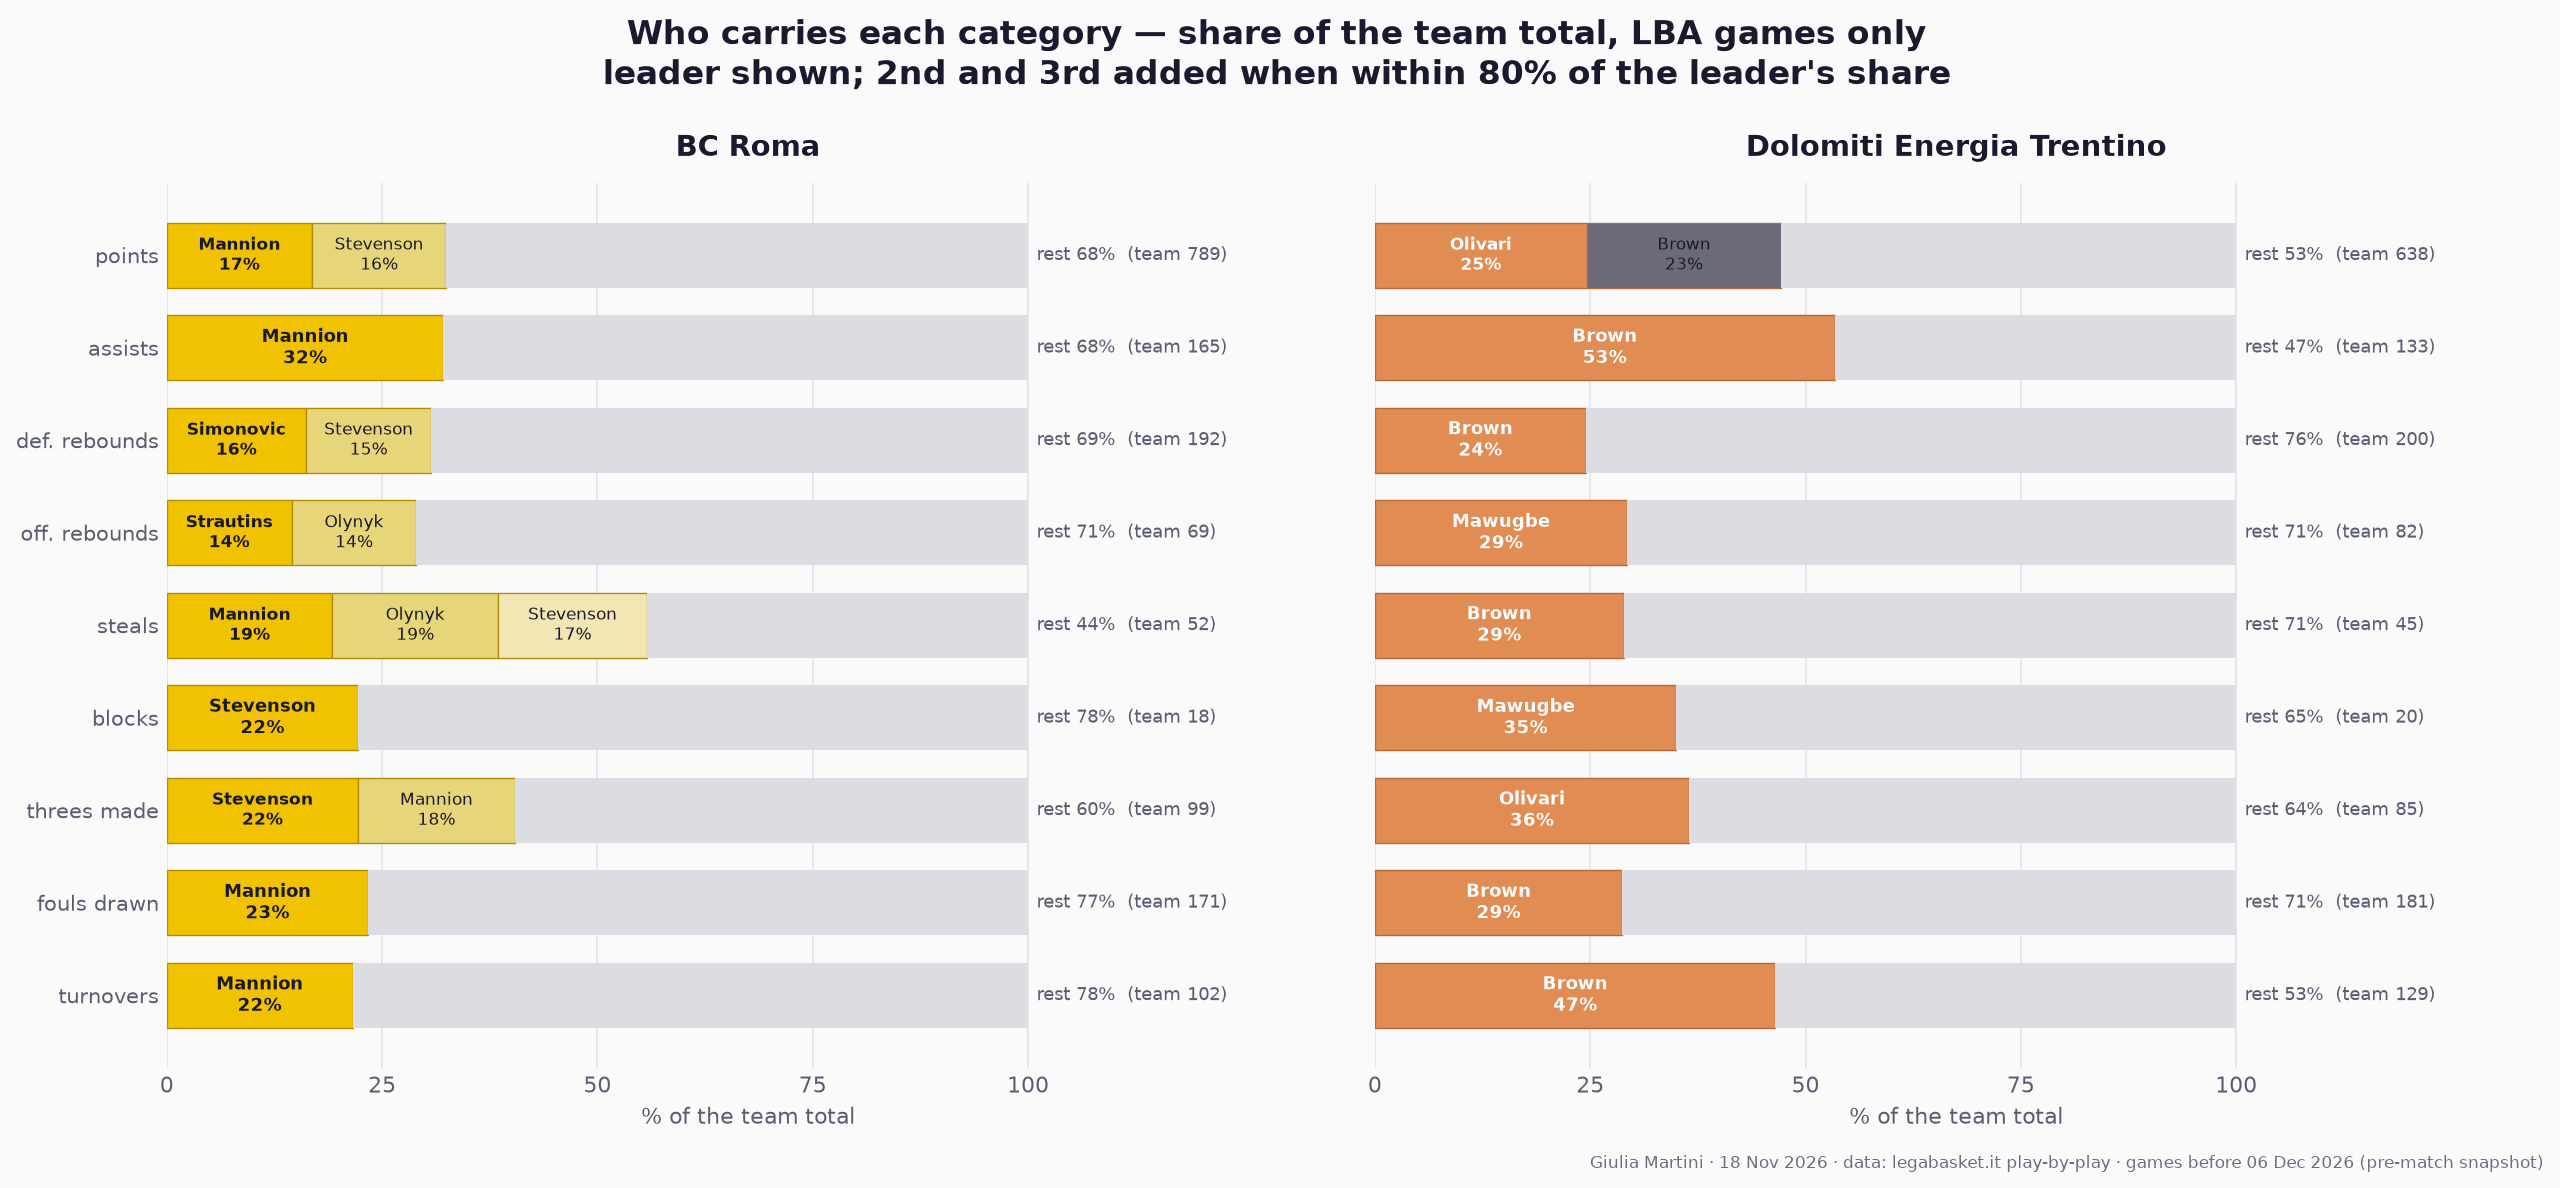 Who carries each category — share of the team total, LBA games only
leader shown; 2nd and 3rd added when within 80% of the leader's share
BC Roma
points
Mannion
17%
Stevenson
16%
rest 68% (team 789)
assists
Mannion
32%
rest 68% (team 165)
def. rebounds
Simonovic
16%
Stevenson
15%
rest 69% (team 192)
off. rebounds
Strautins
14%
Olynyk
14%
rest 71% (team 69)
steals
Mannion
19%
Olynyk
19%
Stevenson
17%
rest 44% (team 52)
blocks
Stevenson
22%
rest 78% (team 18)
threes made
Stevenson
22%
Mannion
18%
rest 60% (team 99)
fouls drawn
Mannion
23%
rest 77% (team 171)
turnovers
Mannion
22%
rest 78% (team 102)
0 25 50 75 100
% of the team total
Dolomiti Energia Trentino
Olivari
25%
Brown
23%
rest 53% (team 638)
Brown
53%
rest 47% (team 133)
Brown
24%
rest 76% (team 200)
Mawugbe
29%
rest 71% (team 82)
Brown
29%
rest 71% (team 45)
Mawugbe
35%
rest 65% (team 20)
Olivari
36%
rest 64% (team 85)
Brown
29%
rest 71% (team 181)
Brown
47%
rest 53% (team 129)
0 25 50 75 100
% of the team total
Giulia Martini · 18 Nov 2026 · data: legabasket.it play-by-play · games before 06 Dec 2026 (pre-match snapshot)